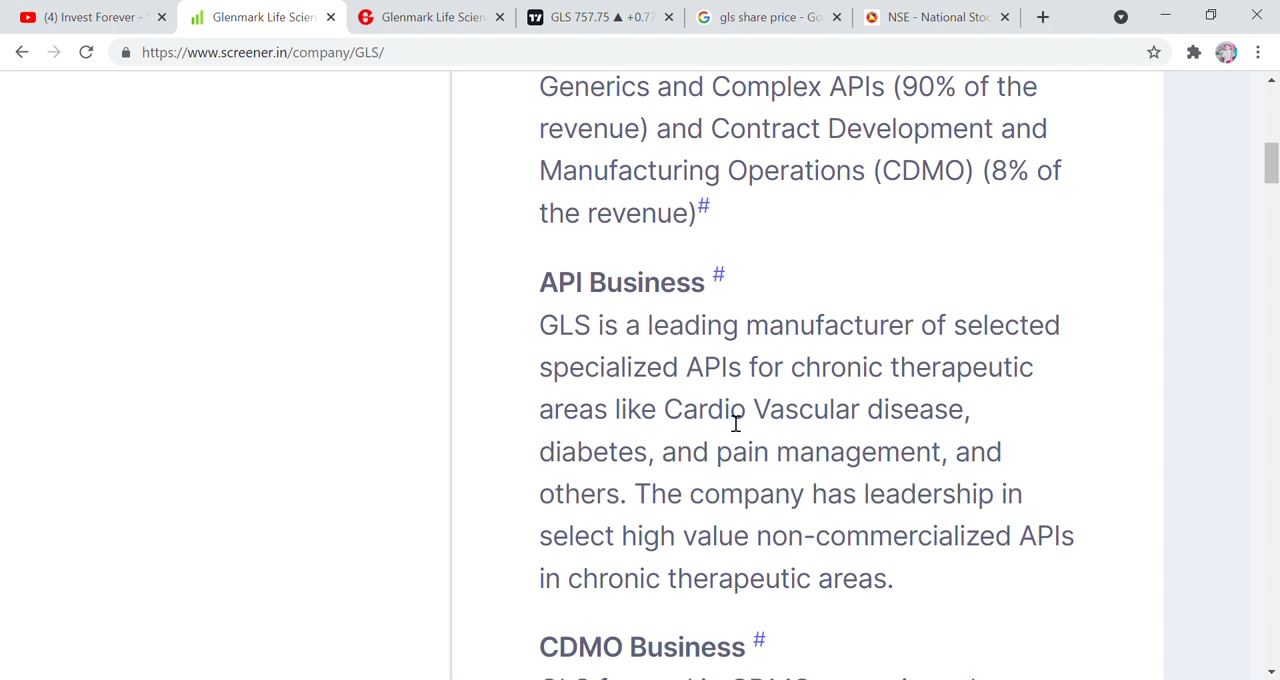 (4) Invest Forever -
Glenmark Life Scien
Glenmark Life Scien
GLS 757.75 ▲ +0.77
gls share price - Go
NSE - National Stoc
https://www.screener.in/company/GLS/
Generics and Complex APIs (90% of the
revenue) and Contract Development and
Manufacturing Operations (CDMO) (8% of
the revenue)#
API Business #
GLS is a leading manufacturer of selected
specialized APIs for chronic therapeutic
areas like Cardio Vascular disease,
diabetes, and pain management, and
others. The company has leadership in
select high value non-commercialized APIs
in chronic therapeutic areas.
CDMO Business #